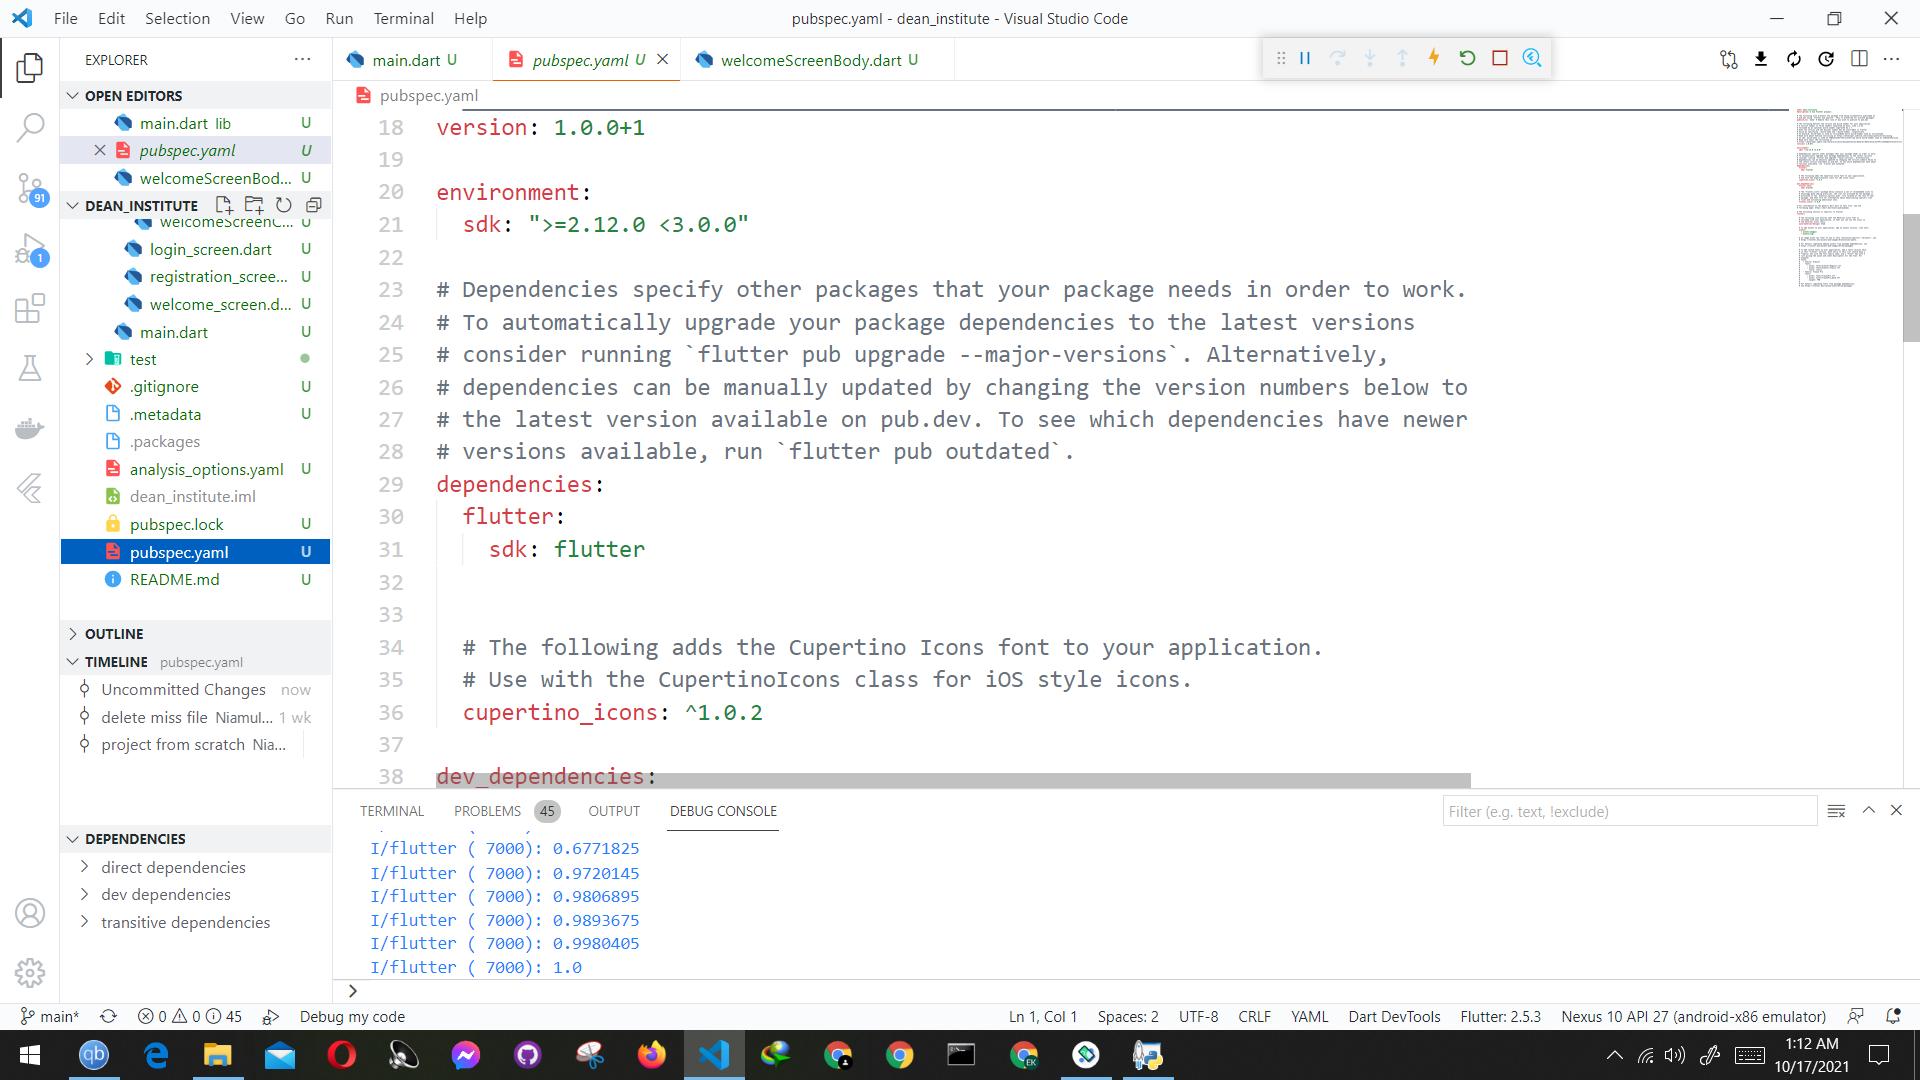 File Edit Selection View Go Run Terminal Help
pubspec.yaml - dean_institute - Visual Studio Code
EXPLORER
main.dart U
pubspec.yaml U
welcomeScreenBody.dart U
OPEN EDITORS
main.dart lib U
pubspec.yaml U
welcomeScreenBod... U
DEAN_INSTITUTE
welcomeScreenC... U
login_screen.dart U
registration_scree... U
welcome_screen.d... U
main.dart U
test
.gitignore U
.metadata U
.packages
analysis_options.yaml U
dean_institute.iml
pubspec.lock U
pubspec.yaml U
README.md U
OUTLINE
TIMELINE pubspec.yaml
Uncommitted Changes now
delete miss file Niamul... 1 wk
project from scratch Nia...
DEPENDENCIES
direct dependencies
dev dependencies
transitive dependencies
91
1
pubspec.yaml
18 version: 1.0.0+1
19
20 environment:
21 sdk: ">=2.12.0 <3.0.0"
22
23 # Dependencies specify other packages that your package needs in order to work.
24 # To automatically upgrade your package dependencies to the latest versions
25 # consider running `flutter pub upgrade --major-versions`. Alternatively,
26 # dependencies can be manually updated by changing the version numbers below to
27 # the latest version available on pub.dev. To see which dependencies have newer
28 # versions available, run `flutter pub outdated`.
29 dependencies:
30 flutter:
31 sdk: flutter
32
33
34 # The following adds the Cupertino Icons font to your application.
35 # Use with the CupertinoIcons class for iOS style icons.
36 cupertino_icons: ^1.0.2
37
38 dev_dependencies:
TERMINAL PROBLEMS 45 OUTPUT DEBUG CONSOLE
Filter (e.g. text, !exclude)
I/flutter ( 7000): 0.6771825
I/flutter ( 7000): 0.9720145
I/flutter ( 7000): 0.9806895
I/flutter ( 7000): 0.9893675
I/flutter ( 7000): 0.9980405
I/flutter ( 7000): 1.0
main* 0 0 45 Debug my code
Ln 1, Col 1 Spaces: 2 UTF-8 CRLF YAML Dart DevTools Flutter: 2.5.3 Nexus 10 API 27 (android-x86 emulator)
qb
EK
1:12 AM
10/17/2021